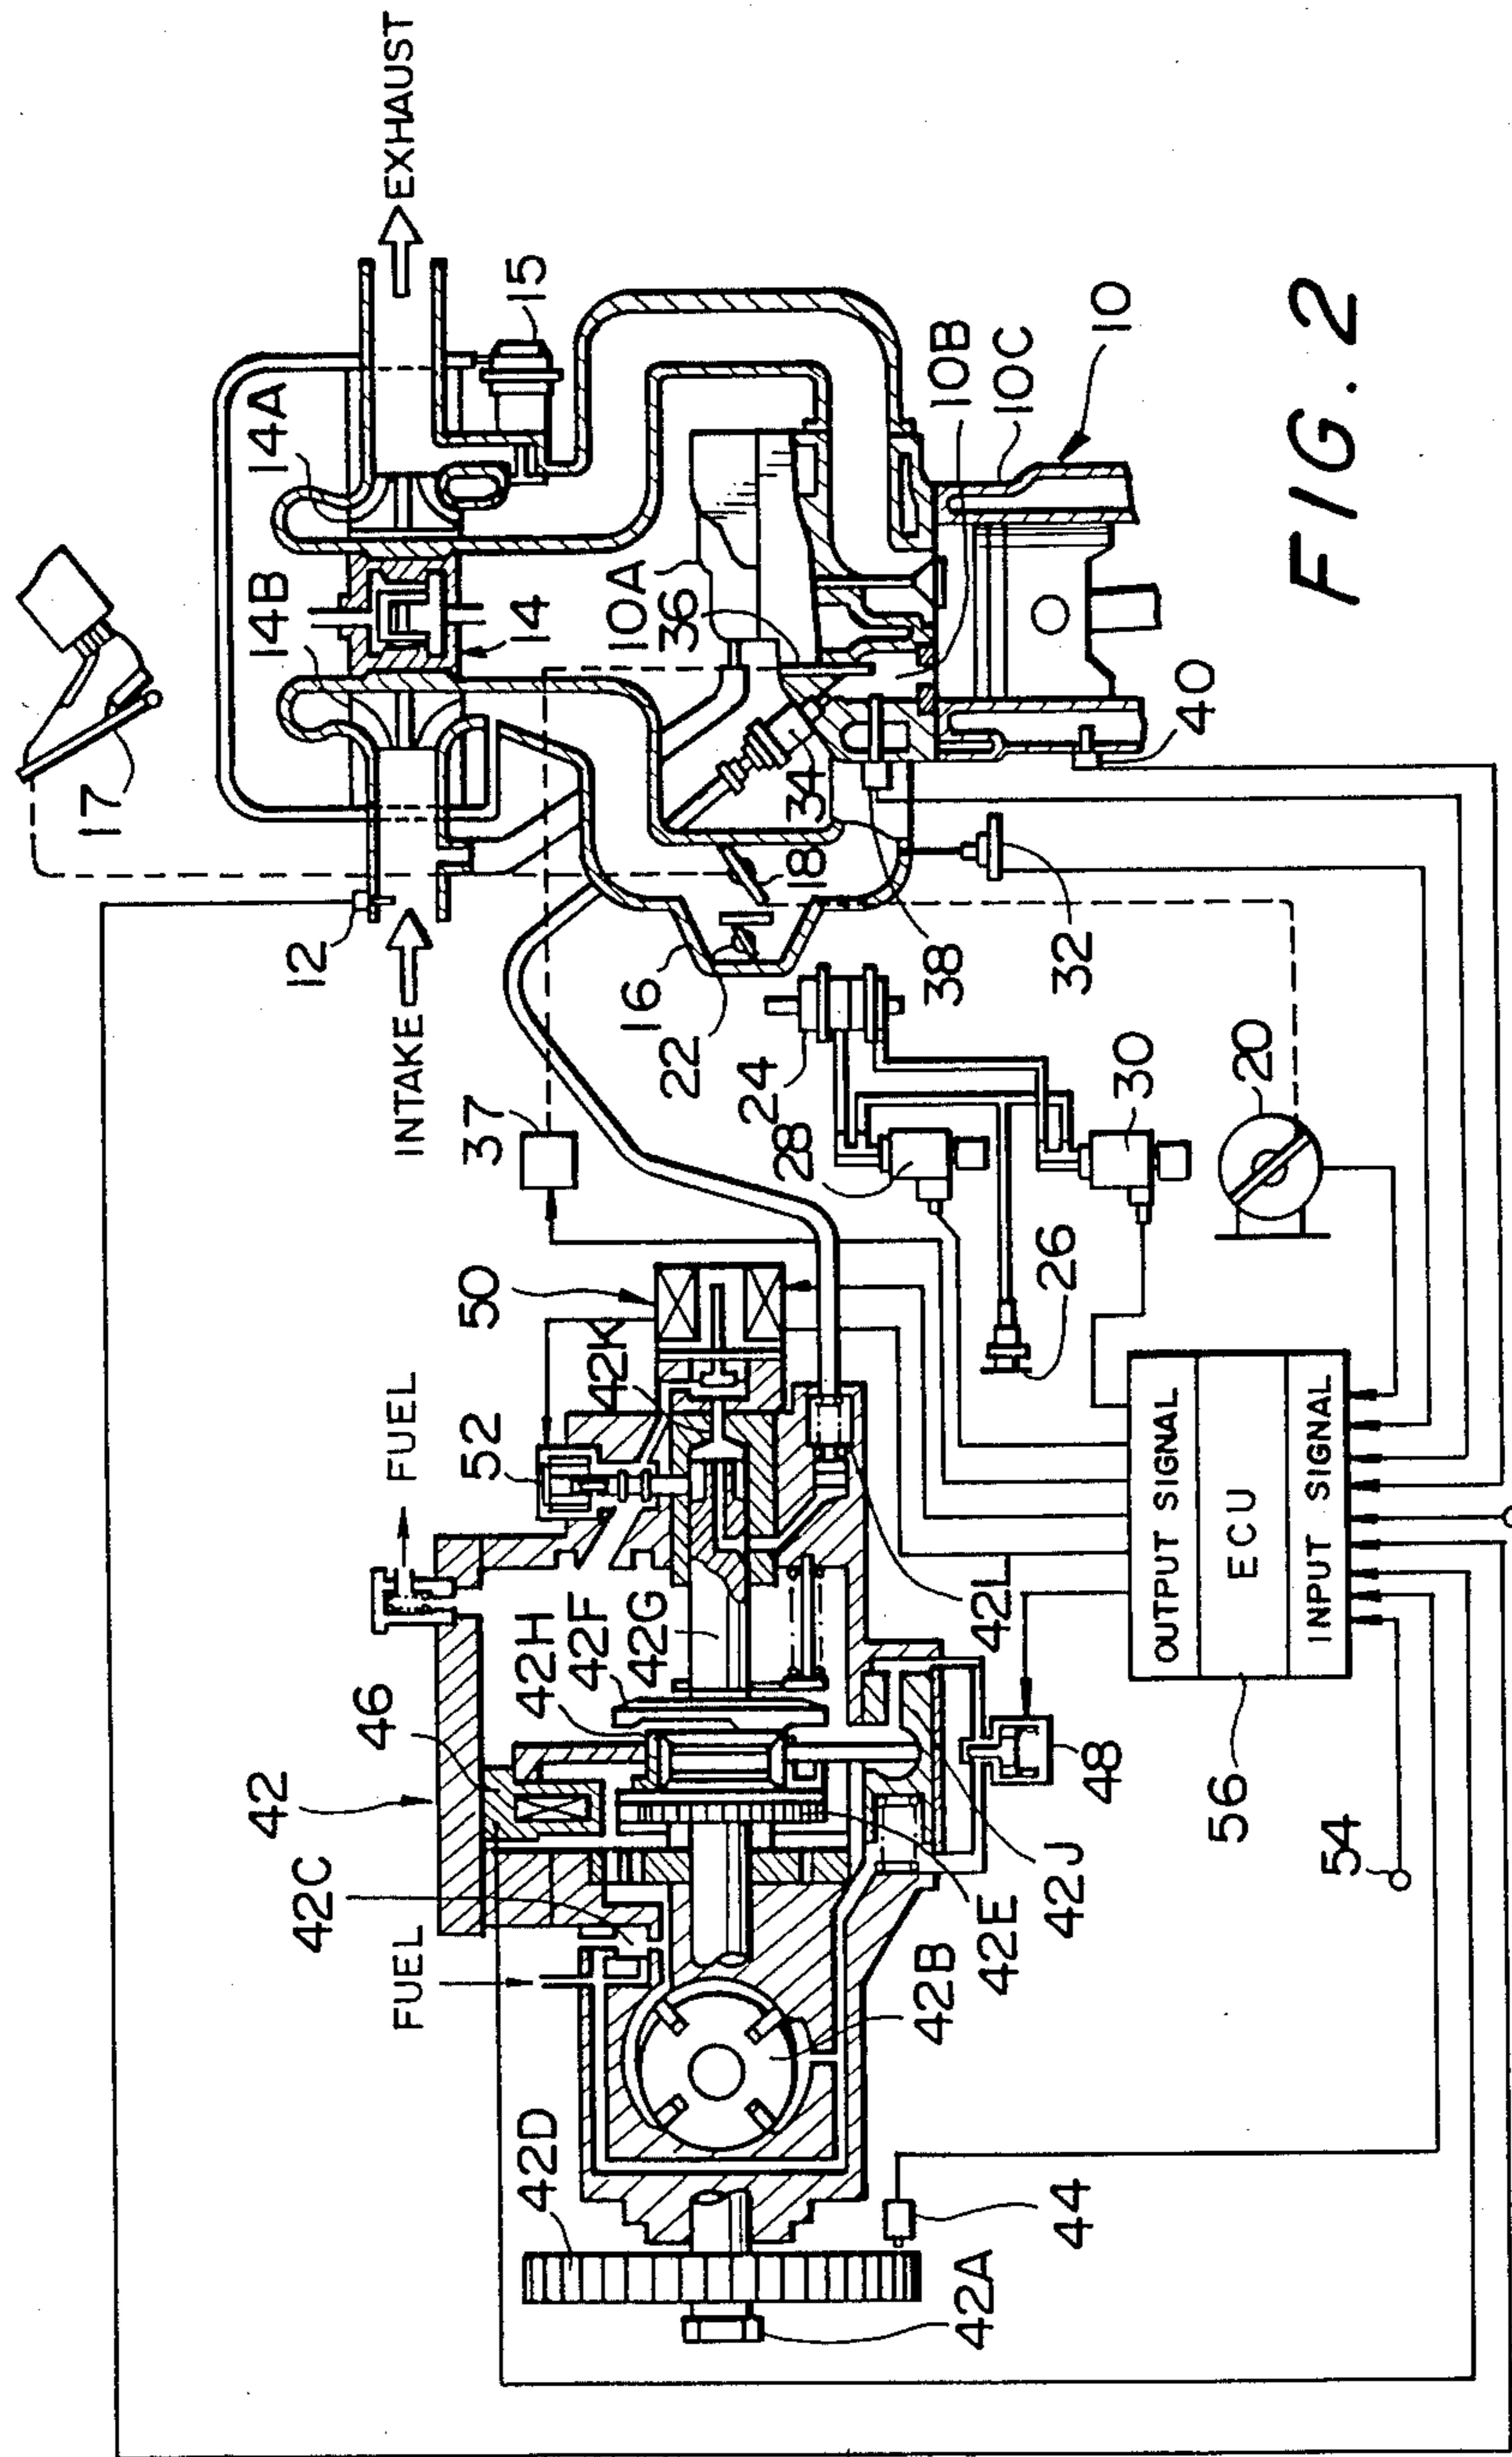 FIG. 2
EXHAUST
INTAKE
FUEL
FUEL
OUTPUT SIGNAL
ECU
INPUT SIGNAL
10
10A
10B
10C
12
14
14A
14B
15
16
17
18
20
22
24
26
28
30
32
34
36
37
38
40
42
42A
42B
42C
42D
42E
42F
42G
42H
42J
42K
42L
44
46
48
50
52
54
56